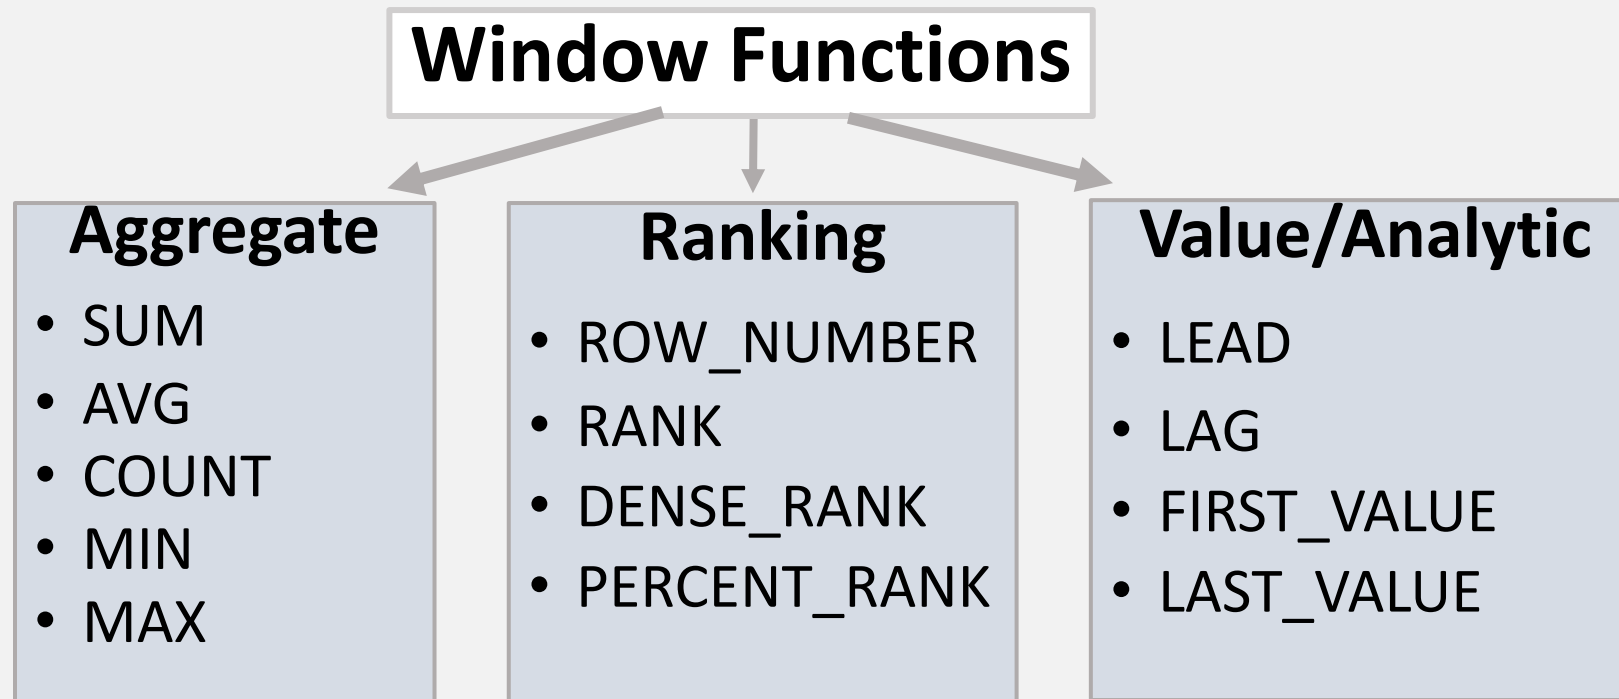 Window Functions
Aggregate
• SUM
• AVG
• COUNT
• MIN
• MAX
Ranking
• ROW_NUMBER
• RANK
• DENSE_RANK
• PERCENT_RANK
Value/Analytic
• LEAD
• LAG
• FIRST_VALUE
• LAST_VALUE